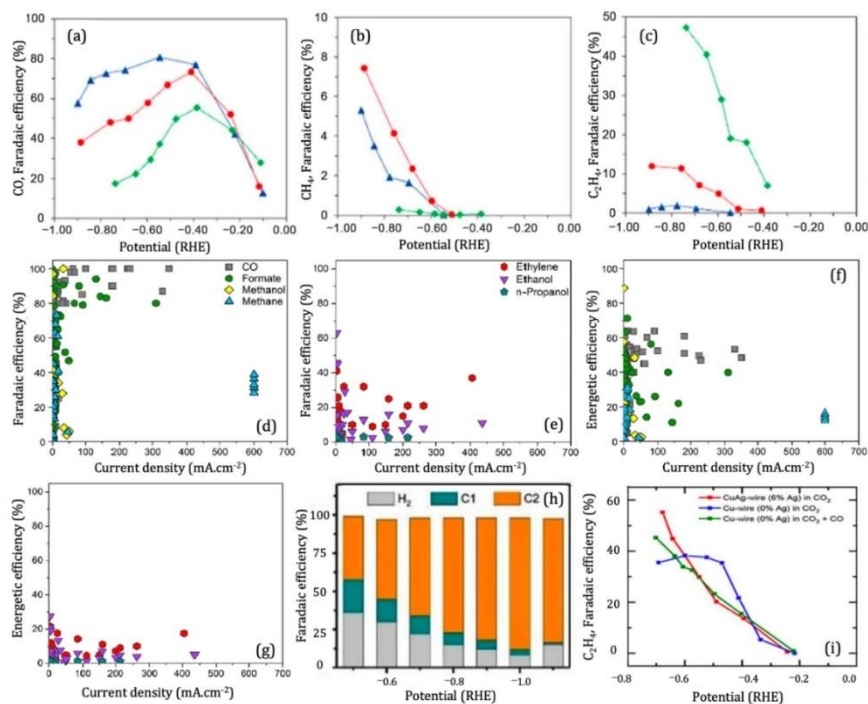 (a)
CO, Faradaic efficiency (%)
100
80
60
40
20
0
-1.00 -0.80 -0.60 -0.40 -0.20 0.00
Potential (RHE)
(b)
CH₄, Faradaic efficiency (%)
10
8
6
4
2
0
-1.00 -0.80 -0.60 -0.40 -0.20 0.00
Potential (RHE)
(c)
C₂H₄, Faradaic efficiency (%)
50
40
30
20
10
0
-1.00 -0.80 -0.60 -0.40 -0.20 0.00
Potential (RHE)
CO
Formate
Methanol
Methane
(d)
Faradaic efficiency (%)
100
80
60
40
20
0
0 100 200 300 400 500 600 700
Current density (mA.cm⁻²)
Ethylene
Ethanol
n-Propanol
(e)
Faradaic efficiency (%)
100
80
60
40
20
0
0 100 200 300 400 500 600 700
Current density (mA.cm⁻²)
(f)
Energetic efficiency (%)
100
80
60
40
20
0
0 100 200 300 400 500 600 700
Current density (mA.cm⁻²)
(g)
Energetic efficiency (%)
100
80
60
40
20
0
0 100 200 300 400 500 600 700
Current density (mA.cm⁻²)
H₂ C1 C2 (h)
Faradaic efficiency (%)
100
75
50
25
0
-0.6 -0.8 -1.0
Potential (RHE)
CuAg-wire (6% Ag) in CO₂
Cu-wire (0% Ag) in CO₂
Cu-wire (0% Ag) in CO₂ + CO
(i)
C₂H₄, Faradaic efficiency (%)
60
40
20
0
-0.8 -0.6 -0.4 -0.2
Potential (RHE)